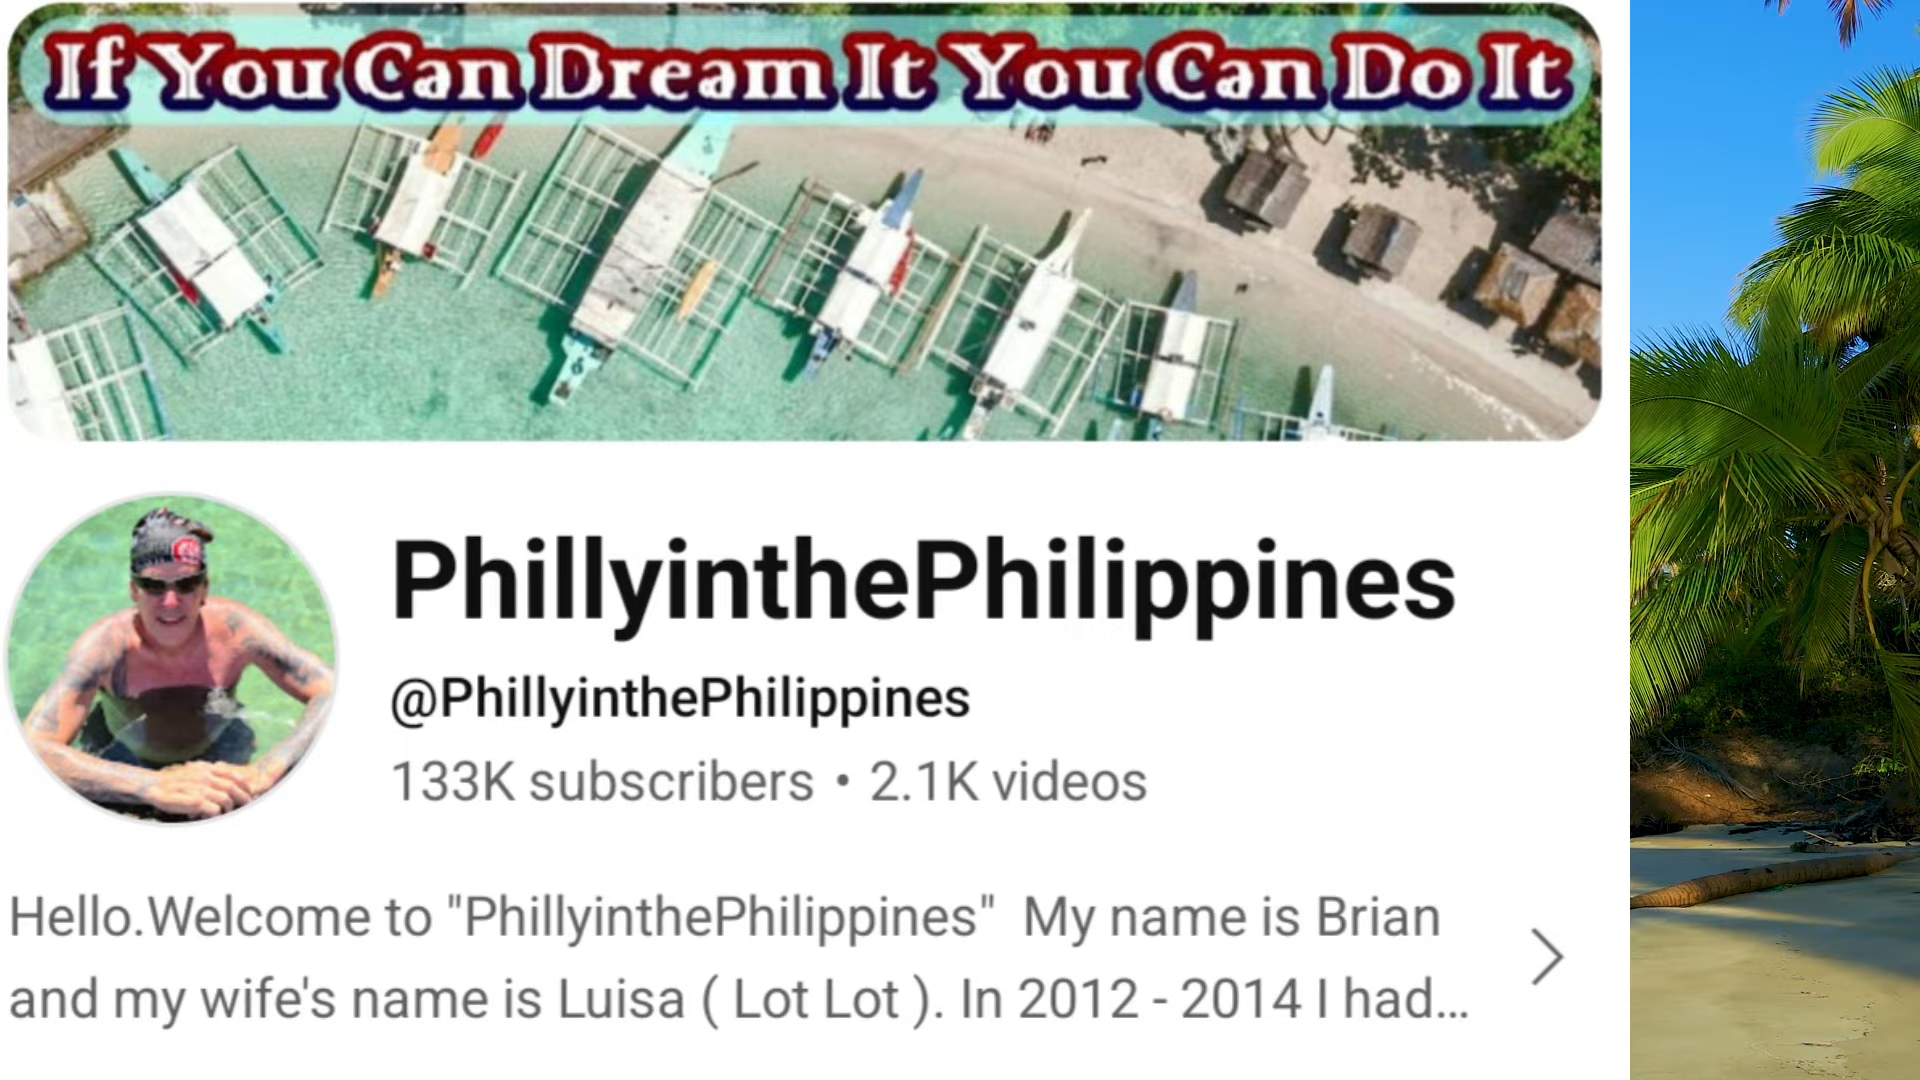 If You Can Dream It You Can Do It
PhillyinthePhilippines
@PhillyinthePhilippines
133K subscribers • 2.1K videos
Hello.Welcome to "PhillyinthePhilippines"  My name is Brian
and my wife's name is Luisa ( Lot Lot ). In 2012 - 2014 I had...